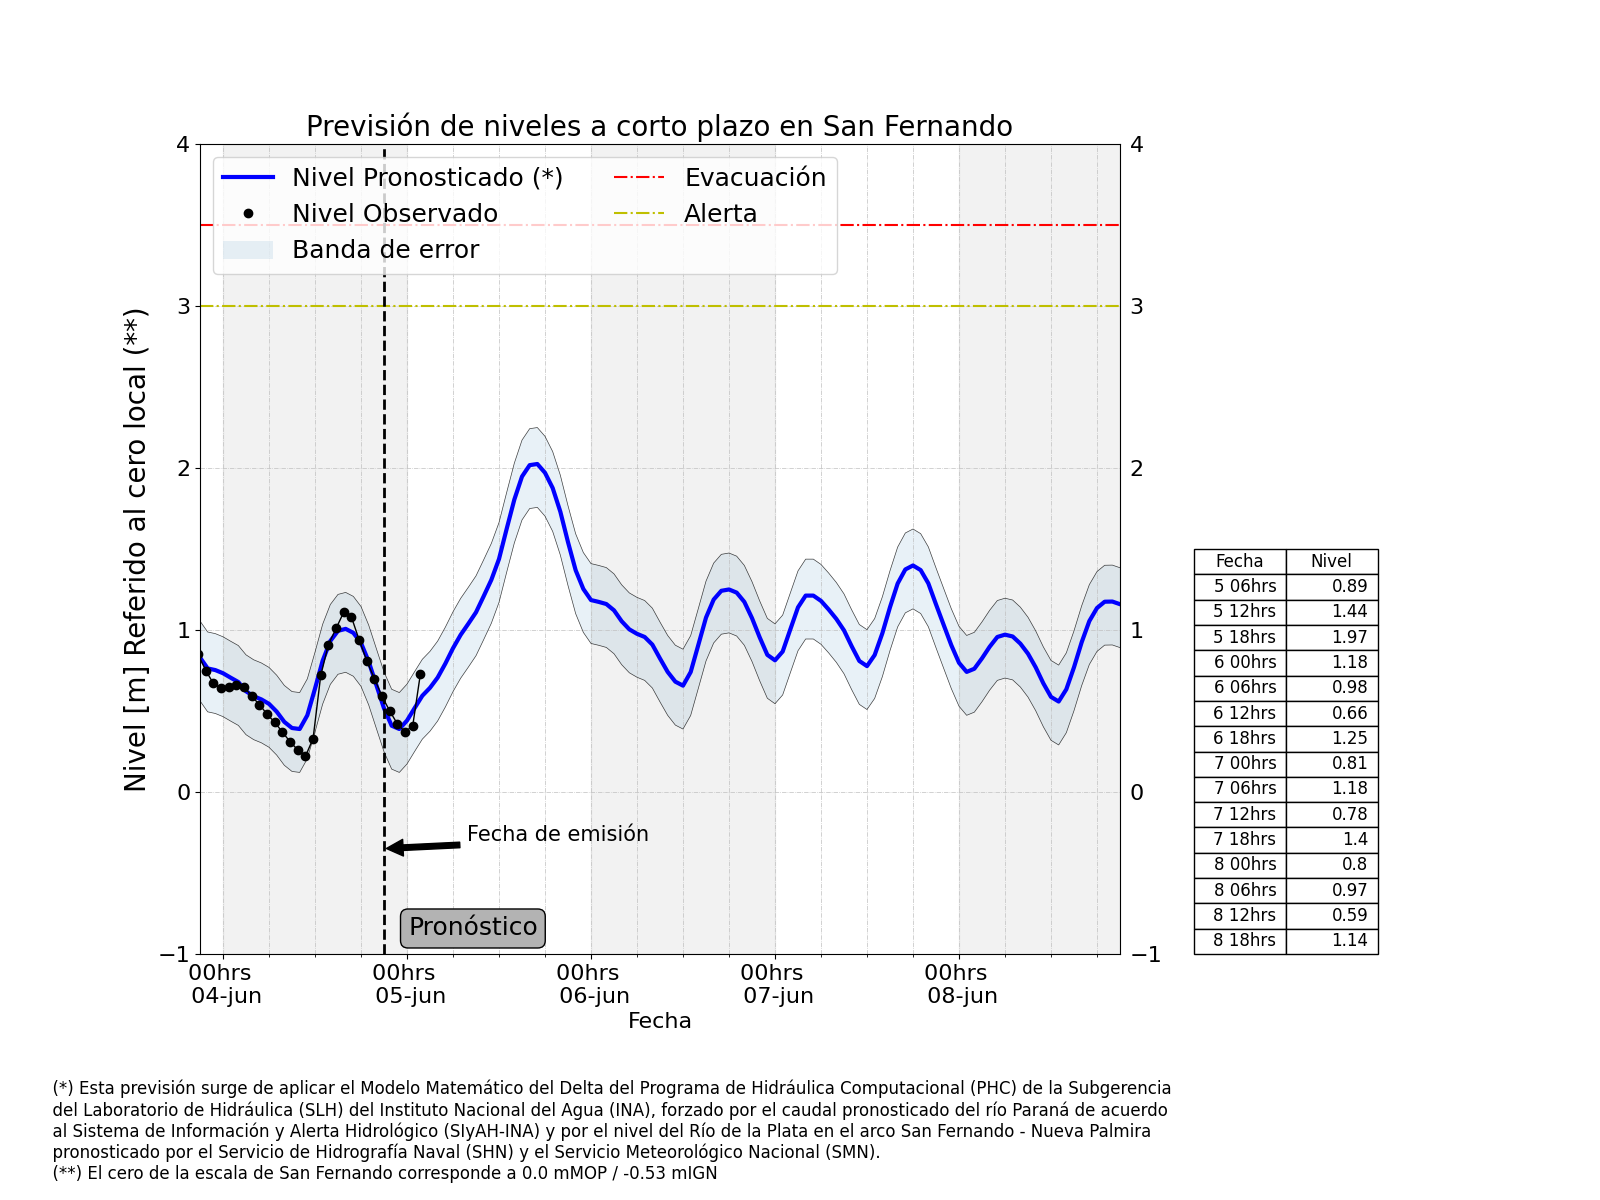 Previsión de niveles a corto plazo en San Fernando
Nivel Pronosticado (*)
Nivel Observado
Banda de error
Evacuación
Alerta
Nivel [m] Referido al cero local (**)
4
3
2
1
0
−1
4
3
2
1
0
−1
Fecha de emisión
Pronóstico
00hrs
04-jun
00hrs
05-jun
00hrs
06-jun
00hrs
07-jun
00hrs
08-jun
Fecha
Fecha Nivel
5 06hrs 0.89
5 12hrs 1.44
5 18hrs 1.97
6 00hrs 1.18
6 06hrs 0.98
6 12hrs 0.66
6 18hrs 1.25
7 00hrs 0.81
7 06hrs 1.18
7 12hrs 0.78
7 18hrs 1.4
8 00hrs 0.8
8 06hrs 0.97
8 12hrs 0.59
8 18hrs 1.14
(*) Esta previsión surge de aplicar el Modelo Matemático del Delta del Programa de Hidráulica Computacional (PHC) de la Subgerencia
del Laboratorio de Hidráulica (SLH) del Instituto Nacional del Agua (INA), forzado por el caudal pronosticado del río Paraná de acuerdo
al Sistema de Información y Alerta Hidrológico (SIyAH-INA) y por el nivel del Río de la Plata en el arco San Fernando - Nueva Palmira
pronosticado por el Servicio de Hidrografía Naval (SHN) y el Servicio Meteorológico Nacional (SMN).
(**) El cero de la escala de San Fernando corresponde a 0.0 mMOP / -0.53 mIGN